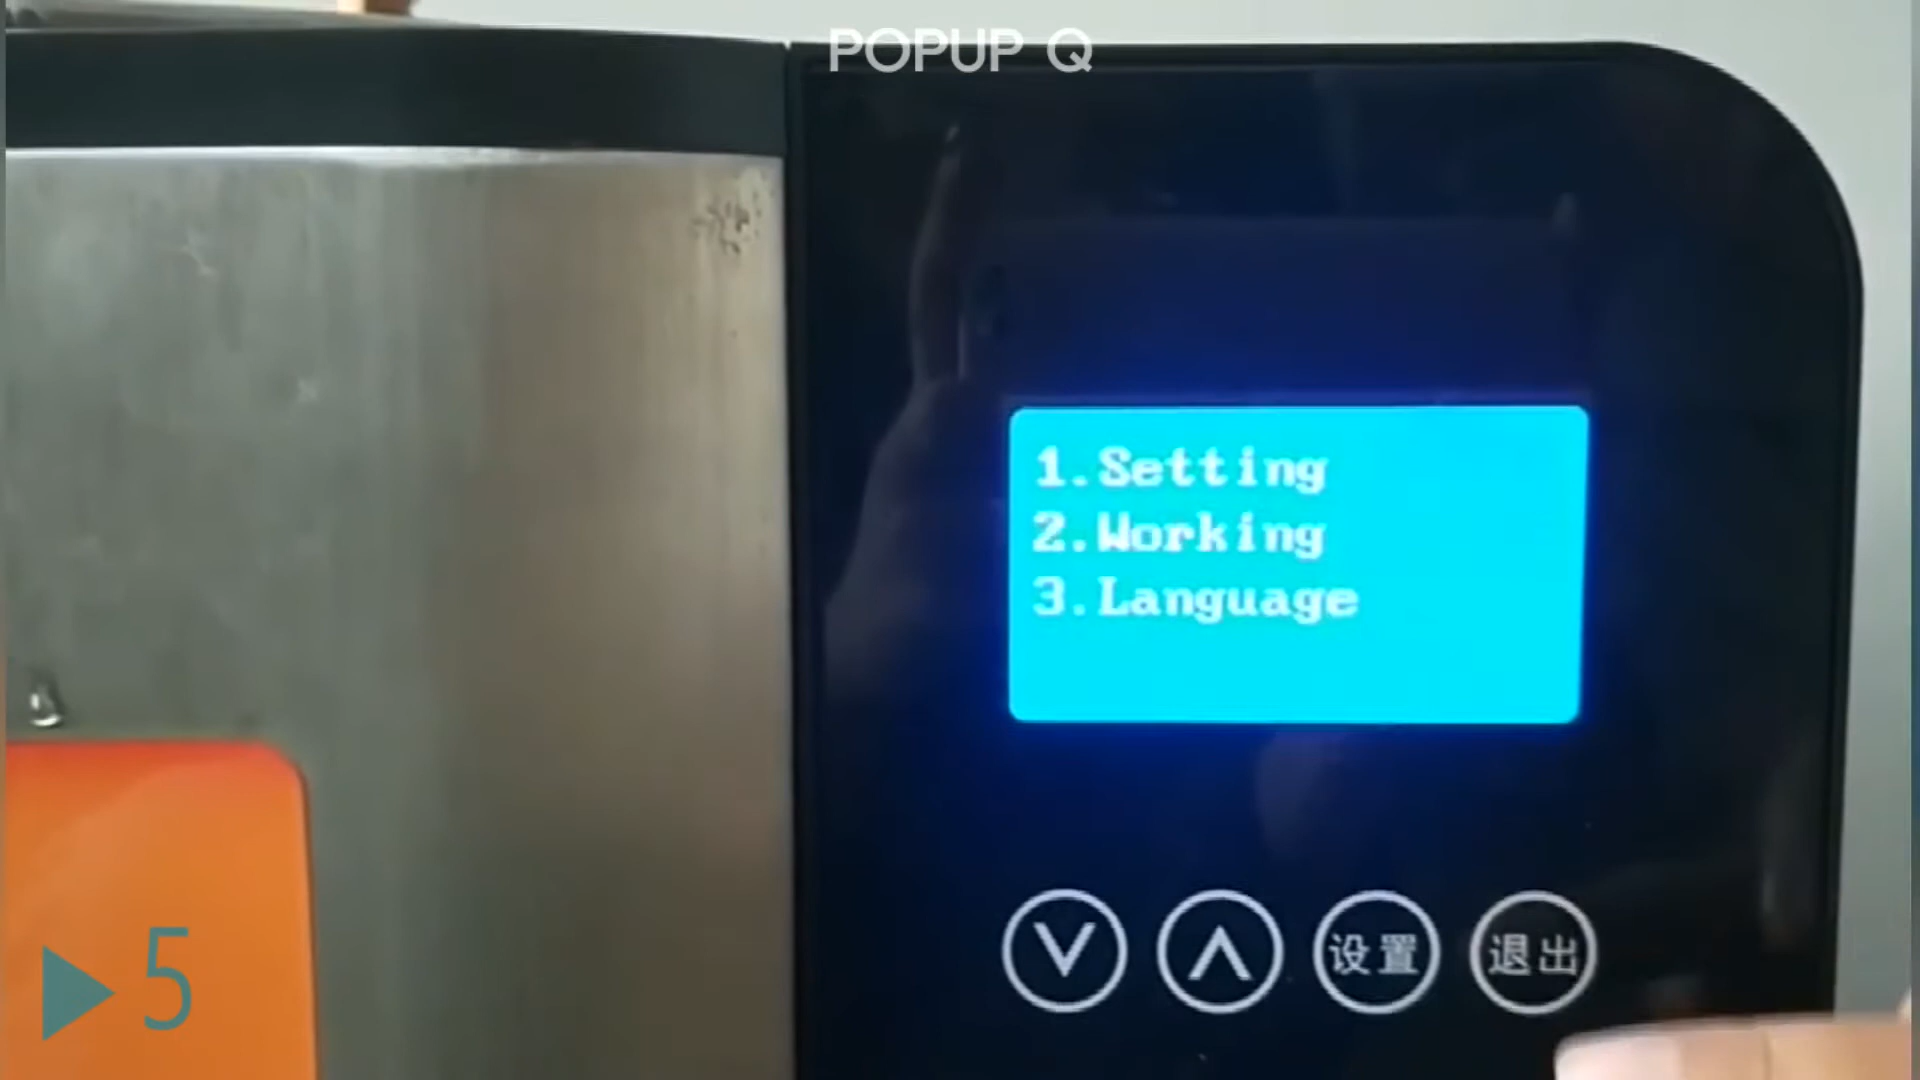 POPUP Q
1.Setting
2.Working
3.Language
设置
退出
5